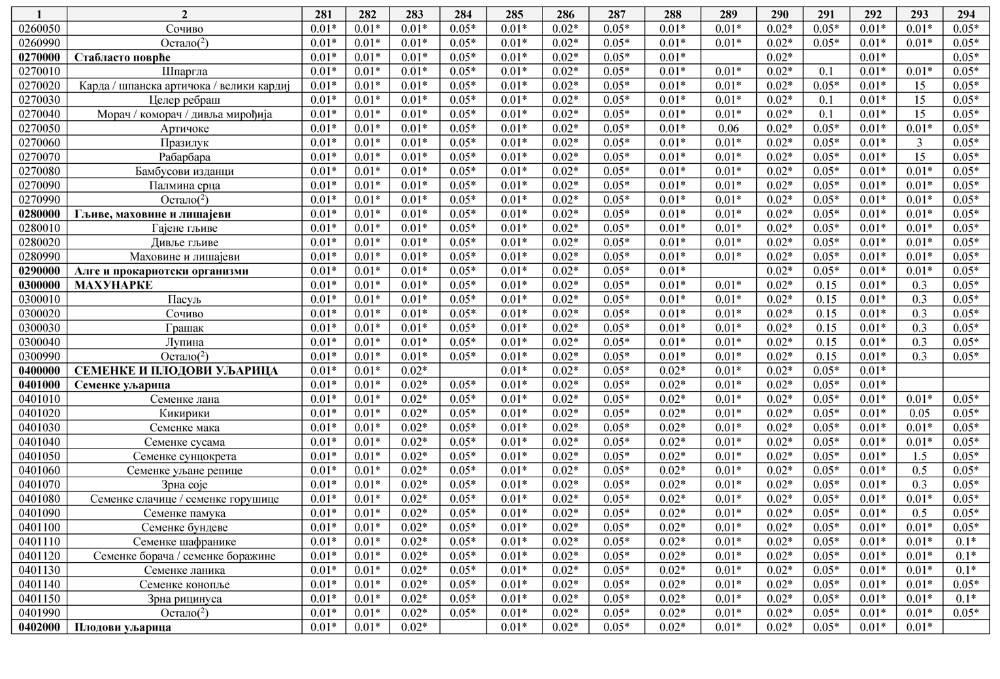 1 2 281 282 283 284 285 286 287 288 289 290 291 292 293 294
0260050 Сочиво 0.01* 0.01* 0.01* 0.05* 0.01* 0.02* 0.05* 0.01* 0.01* 0.02* 0.05* 0.01* 0.01* 0.05*
0260990 Остало(²) 0.01* 0.01* 0.01* 0.05* 0.01* 0.02* 0.05* 0.01* 0.01* 0.02* 0.05* 0.01* 0.01* 0.05*
0270000 Стабласто поврће 0.01* 0.01* 0.01* 0.05* 0.01* 0.02* 0.05* 0.01* 0.02* 0.01* 0.05*
0270010 Шпаргла 0.01* 0.01* 0.01* 0.05* 0.01* 0.02* 0.05* 0.01* 0.01* 0.02* 0.1 0.01* 0.01* 0.05*
0270020 Карда / шпанска артичока / велики кардиј 0.01* 0.01* 0.01* 0.05* 0.01* 0.02* 0.05* 0.01* 0.01* 0.02* 0.05* 0.01* 15 0.05*
0270030 Целер ребраш 0.01* 0.01* 0.01* 0.05* 0.01* 0.02* 0.05* 0.01* 0.01* 0.02* 0.1 0.01* 15 0.05*
0270040 Морач / коморач / дивља мирођија 0.01* 0.01* 0.01* 0.05* 0.01* 0.02* 0.05* 0.01* 0.01* 0.02* 0.1 0.01* 15 0.05*
0270050 Артичоке 0.01* 0.01* 0.01* 0.05* 0.01* 0.02* 0.05* 0.01* 0.06 0.02* 0.05* 0.01* 0.01* 0.05*
0270060 Празилук 0.01* 0.01* 0.01* 0.05* 0.01* 0.02* 0.05* 0.01* 0.01* 0.02* 0.05* 0.01* 3 0.05*
0270070 Рабарбара 0.01* 0.01* 0.01* 0.05* 0.01* 0.02* 0.05* 0.01* 0.01* 0.02* 0.05* 0.01* 15 0.05*
0270080 Бамбусови изданци 0.01* 0.01* 0.01* 0.05* 0.01* 0.02* 0.05* 0.01* 0.01* 0.02* 0.05* 0.01* 0.01* 0.05*
0270090 Палмина срца 0.01* 0.01* 0.01* 0.05* 0.01* 0.02* 0.05* 0.01* 0.01* 0.02* 0.05* 0.01* 0.01* 0.05*
0270990 Остало(²) 0.01* 0.01* 0.01* 0.05* 0.01* 0.02* 0.05* 0.01* 0.01* 0.02* 0.05* 0.01* 0.01* 0.05*
0280000 Гљиве, маховине и лишајеви 0.01* 0.01* 0.01* 0.05* 0.01* 0.02* 0.05* 0.01* 0.01* 0.02* 0.05* 0.01* 0.01* 0.05*
0280010 Гајене гљиве 0.01* 0.01* 0.01* 0.05* 0.01* 0.02* 0.05* 0.01* 0.01* 0.02* 0.05* 0.01* 0.01* 0.05*
0280020 Дивље гљиве 0.01* 0.01* 0.01* 0.05* 0.01* 0.02* 0.05* 0.01* 0.01* 0.02* 0.05* 0.01* 0.01* 0.05*
0280990 Маховине и лишајеви 0.01* 0.01* 0.01* 0.05* 0.01* 0.02* 0.05* 0.01* 0.01* 0.02* 0.05* 0.01* 0.01* 0.05*
0290000 Алге и прокариотски организми 0.01* 0.01* 0.01* 0.05* 0.01* 0.02* 0.05* 0.01* 0.02* 0.05* 0.01* 0.01* 0.05*
0300000 МАХУНАРКЕ 0.01* 0.01* 0.01* 0.05* 0.01* 0.02* 0.05* 0.01* 0.01* 0.02* 0.15 0.01* 0.3 0.05*
0300010 Пасуљ 0.01* 0.01* 0.01* 0.05* 0.01* 0.02* 0.05* 0.01* 0.01* 0.02* 0.15 0.01* 0.3 0.05*
0300020 Сочиво 0.01* 0.01* 0.01* 0.05* 0.01* 0.02* 0.05* 0.01* 0.01* 0.02* 0.15 0.01* 0.3 0.05*
0300030 Грашак 0.01* 0.01* 0.01* 0.05* 0.01* 0.02* 0.05* 0.01* 0.01* 0.02* 0.15 0.01* 0.3 0.05*
0300040 Лупина 0.01* 0.01* 0.01* 0.05* 0.01* 0.02* 0.05* 0.01* 0.01* 0.02* 0.15 0.01* 0.3 0.05*
0300990 Остало(²) 0.01* 0.01* 0.01* 0.05* 0.01* 0.02* 0.05* 0.01* 0.01* 0.02* 0.15 0.01* 0.3 0.05*
0400000 СЕМЕНКЕ И ПЛОДОВИ УЉАРИЦА 0.01* 0.01* 0.02* 0.01* 0.02* 0.05* 0.02* 0.01* 0.02* 0.05* 0.01*
0401000 Семенке уљарица 0.01* 0.01* 0.02* 0.05* 0.01* 0.02* 0.05* 0.02* 0.01* 0.02* 0.05* 0.01*
0401010 Семенке лана 0.01* 0.01* 0.02* 0.05* 0.01* 0.02* 0.05* 0.02* 0.01* 0.02* 0.05* 0.01* 0.01* 0.05*
0401020 Кикирики 0.01* 0.01* 0.02* 0.05* 0.01* 0.02* 0.05* 0.02* 0.01* 0.02* 0.05* 0.01* 0.05 0.05*
0401030 Семенке мака 0.01* 0.01* 0.02* 0.05* 0.01* 0.02* 0.05* 0.02* 0.01* 0.02* 0.05* 0.01* 0.01* 0.05*
0401040 Семенке сусама 0.01* 0.01* 0.02* 0.05* 0.01* 0.02* 0.05* 0.02* 0.01* 0.02* 0.05* 0.01* 0.01* 0.05*
0401050 Семенке сунцокрета 0.01* 0.01* 0.02* 0.05* 0.01* 0.02* 0.05* 0.02* 0.01* 0.02* 0.05* 0.01* 1.5 0.05*
0401060 Семенке уљане репице 0.01* 0.01* 0.02* 0.05* 0.01* 0.02* 0.05* 0.02* 0.01* 0.02* 0.05* 0.01* 0.5 0.05*
0401070 Зрна соје 0.01* 0.01* 0.02* 0.05* 0.01* 0.02* 0.05* 0.02* 0.01* 0.02* 0.05* 0.01* 0.3 0.05*
0401080 Семенке слачице / семенке горушице 0.01* 0.01* 0.02* 0.05* 0.01* 0.02* 0.05* 0.02* 0.01* 0.02* 0.05* 0.01* 0.01* 0.05*
0401090 Семенке памука 0.01* 0.01* 0.02* 0.05* 0.01* 0.02* 0.05* 0.02* 0.01* 0.02* 0.05* 0.01* 0.5 0.05*
0401100 Семенке бундеве 0.01* 0.01* 0.02* 0.05* 0.01* 0.02* 0.05* 0.02* 0.01* 0.02* 0.05* 0.01* 0.01* 0.05*
0401110 Семенке шафранике 0.01* 0.01* 0.02* 0.05* 0.01* 0.02* 0.05* 0.02* 0.01* 0.02* 0.05* 0.01* 0.01* 0.1*
0401120 Семенке борача / семенке боражине 0.01* 0.01* 0.02* 0.05* 0.01* 0.02* 0.05* 0.02* 0.01* 0.02* 0.05* 0.01* 0.01* 0.1*
0401130 Семенке ланика 0.01* 0.01* 0.02* 0.05* 0.01* 0.02* 0.05* 0.02* 0.01* 0.02* 0.05* 0.01* 0.01* 0.1*
0401140 Семенке конопље 0.01* 0.01* 0.02* 0.05* 0.01* 0.02* 0.05* 0.02* 0.01* 0.02* 0.05* 0.01* 0.01* 0.05*
0401150 Зрна рицинуса 0.01* 0.01* 0.02* 0.05* 0.01* 0.02* 0.05* 0.02* 0.01* 0.02* 0.05* 0.01* 0.01* 0.1*
0401990 Остало(²) 0.01* 0.01* 0.02* 0.05* 0.01* 0.02* 0.05* 0.02* 0.01* 0.02* 0.05* 0.01* 0.01* 0.05*
0402000 Плодови уљарица 0.01* 0.01* 0.02* 0.01* 0.02* 0.05* 0.02* 0.01* 0.02* 0.05* 0.01* 0.01*